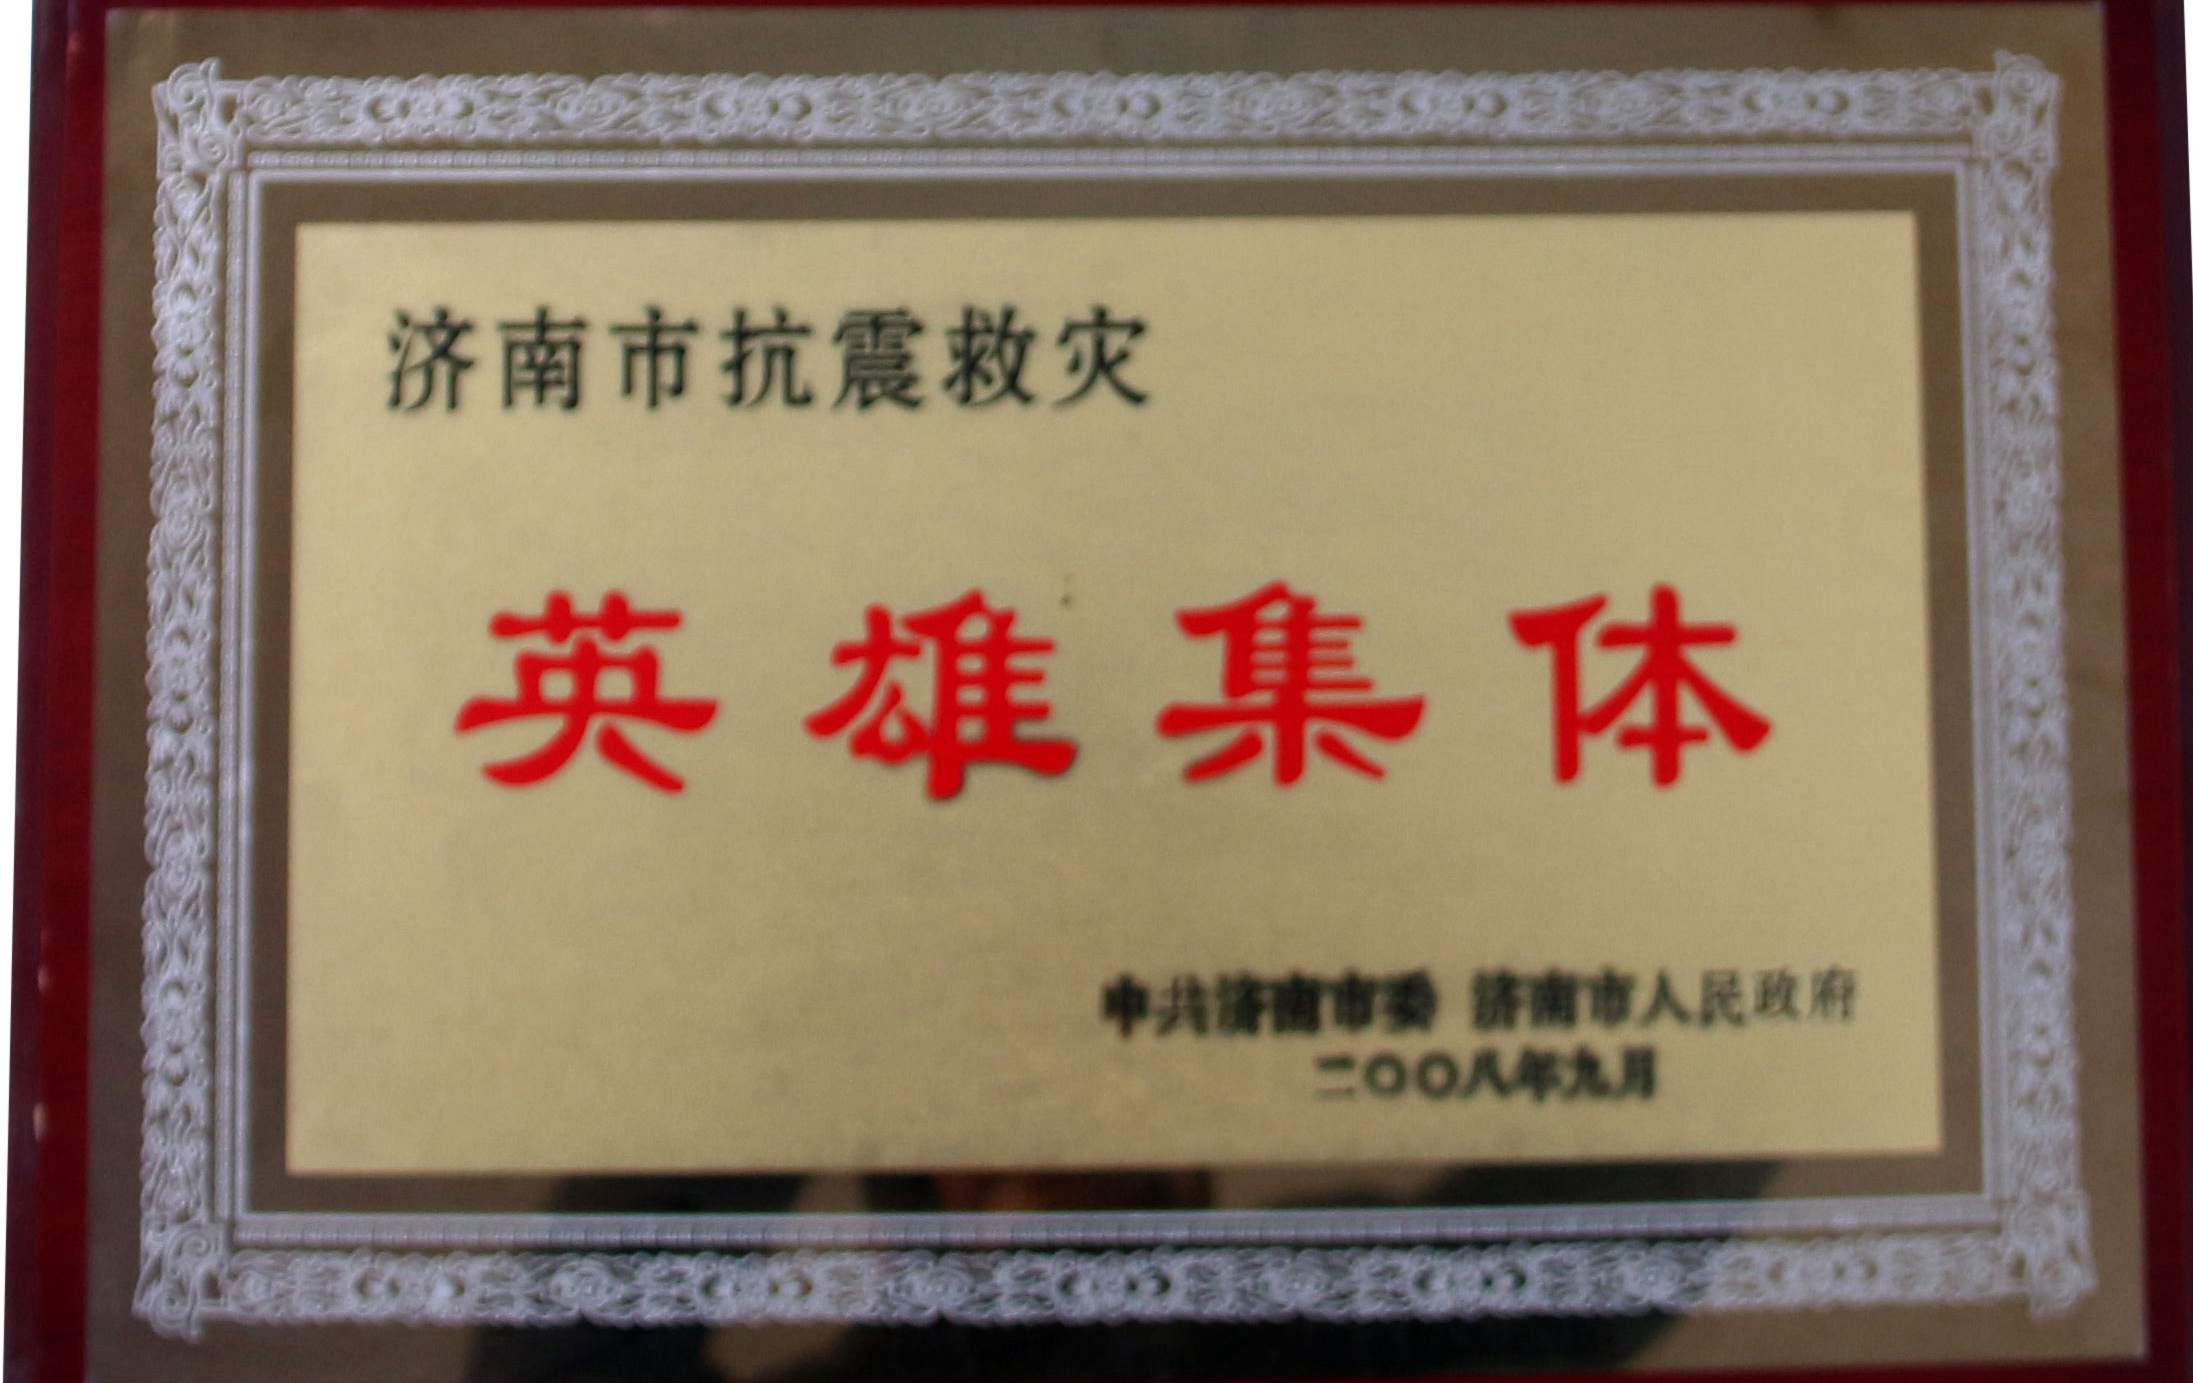 济南市抗震救灾
英雄集体
中共济南市委 济南市人民政府
二〇〇八年九月